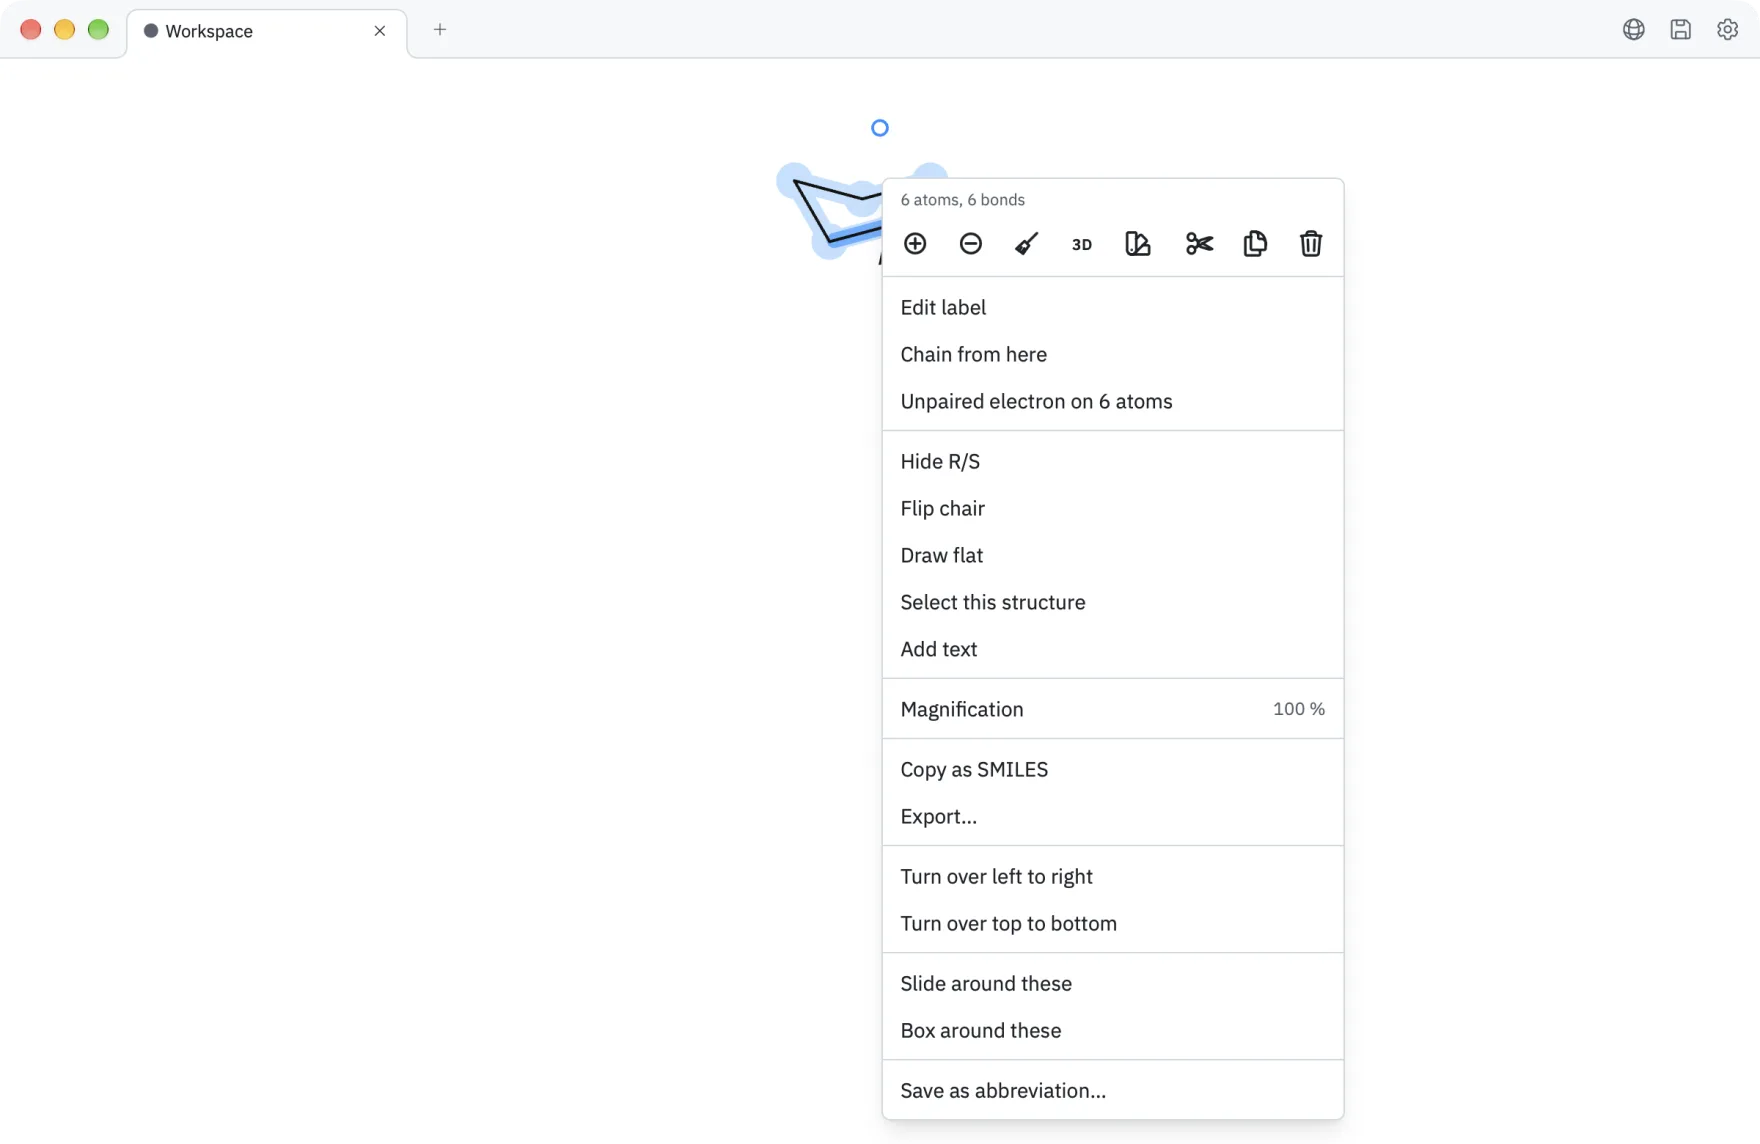 Workspace
6 atoms, 6 bonds
3D
Edit label
Chain from here
Unpaired electron on 6 atoms
Hide R/S
Flip chair
Draw flat
Select this structure
Add text
Magnification 100 %
Copy as SMILES
Export...
Turn over left to right
Turn over top to bottom
Slide around these
Box around these
Save as abbreviation...